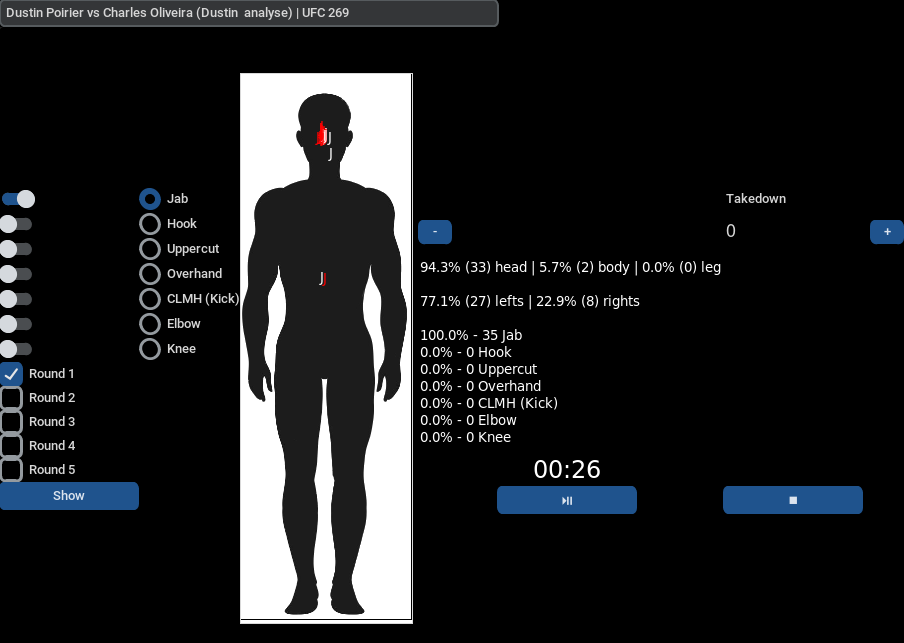 Dustin Poirier vs Charles Oliveira (Dustin  analyse) | UFC 269
J
JJ
J
JJ
Jab
Hook
Uppercut
Overhand
CLMH (Kick)
Elbow
Knee
Round 1
Round 2
Round 3
Round 4
Round 5
Show
Takedown
- 0 +
94.3% (33) head | 5.7% (2) body | 0.0% (0) leg
77.1% (27) lefts | 22.9% (8) rights
100.0% - 35 Jab
0.0% - 0 Hook
0.0% - 0 Uppercut
0.0% - 0 Overhand
0.0% - 0 CLMH (Kick)
0.0% - 0 Elbow
0.0% - 0 Knee
00:26